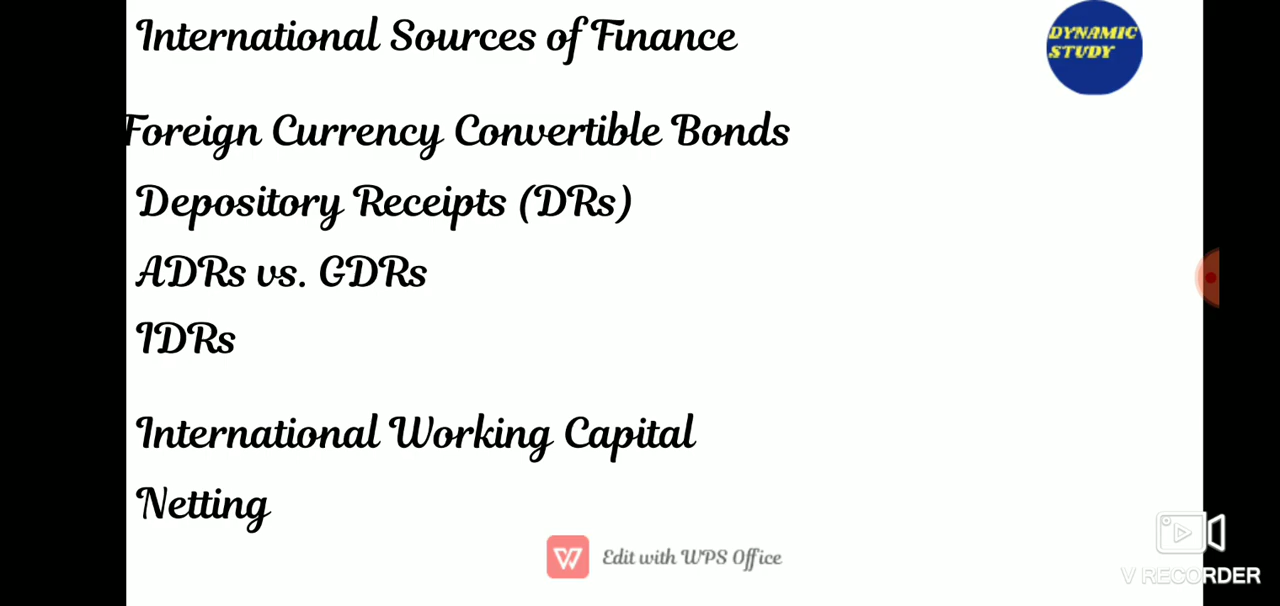 International Sources of Finance
DYNAMIC
STUDY
Foreign Currency Convertible Bonds
Depository Receipts (DRs)
ADRs vs. GDRs
IDRs
International Working Capital
Netting
Edit with WPS Office
V RECORDER